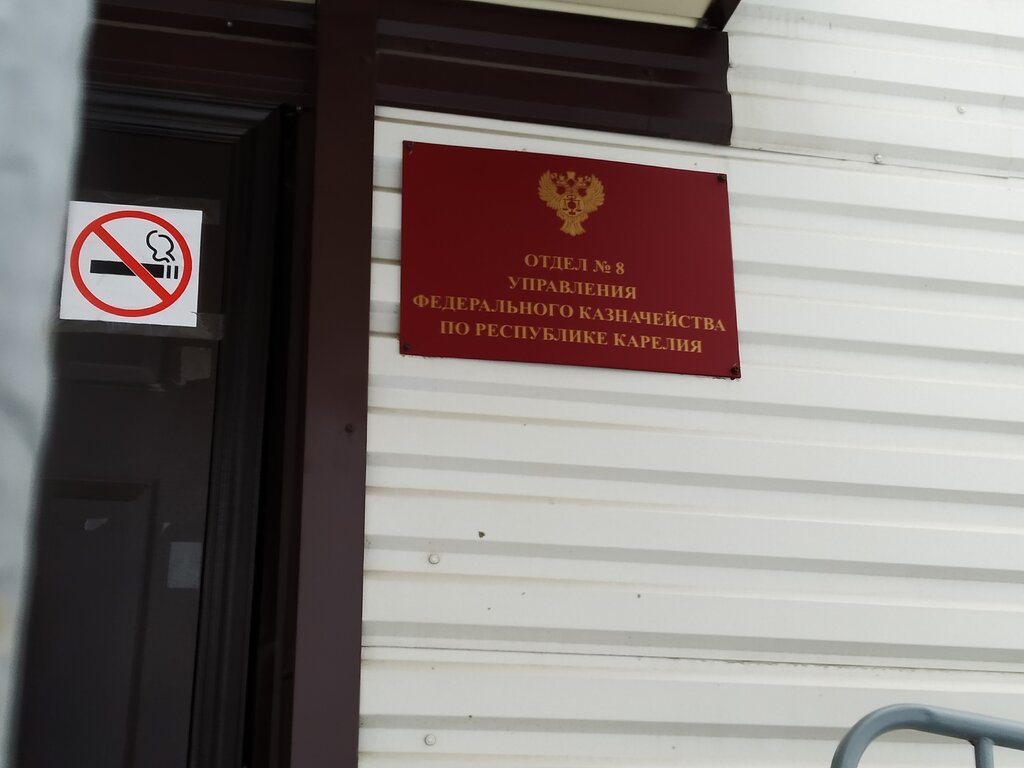 ОТДЕЛ № 8
УПРАВЛЕНИЯ
ФЕДЕРАЛЬНОГО КАЗНАЧЕЙСТВА
ПО РЕСПУБЛИКЕ КАРЕЛИЯ